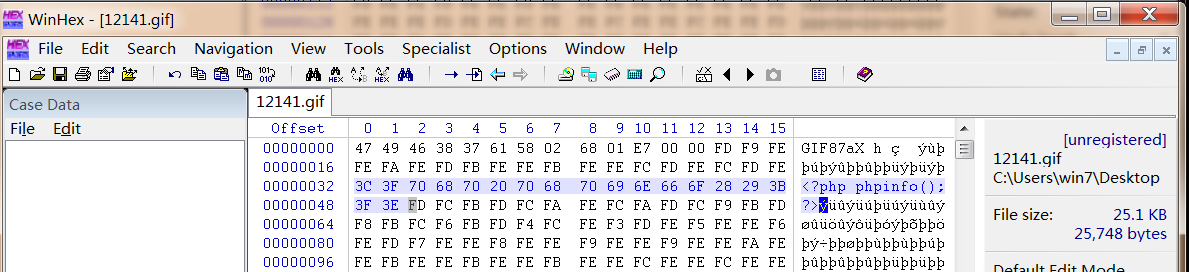 WinHex - [12141.gif]
File Edit Search Navigation View Tools Specialist Options Window Help
Case Data
File Edit
12141.gif
Offset 0 1 2 3 4 5 6 7 8 9 10 11 12 13 14 15
00000000 47 49 46 38 37 61 58 02 68 01 E7 00 00 FD F9 FE GIF87aX h ç ýùþ
00000016 FE FA FE FD FB FE FE FB FE FE FC FD FE FD FC FE þúþýûþþûþþüýþýüþ
00000032 3C 3F 70 68 70 20 70 68 70 69 6E 66 6F 28 29 3B <?php phpinfo();
00000048 3F 3E FD FC FB FD FC FA FE FC FA FD FC F9 FB FD ?>ýüûýüúþüúýüùûý
00000064 F8 FB FC F6 FB FD F4 FC FE F3 FD FE F5 FE FE F6 øûüöûýôüþóýþõþþö
00000080 FE FD F7 FE FE F8 FE FE F9 FE FE F9 FE FE FA FE
00000096 FE FB FE FE FB FE FE FB FE FE FC FE FE FC FE FE
[unregistered]
12141.gif
C:\Users\win7\Desktop
File size: 25.1 KB
25,748 bytes
Default Edit Mode